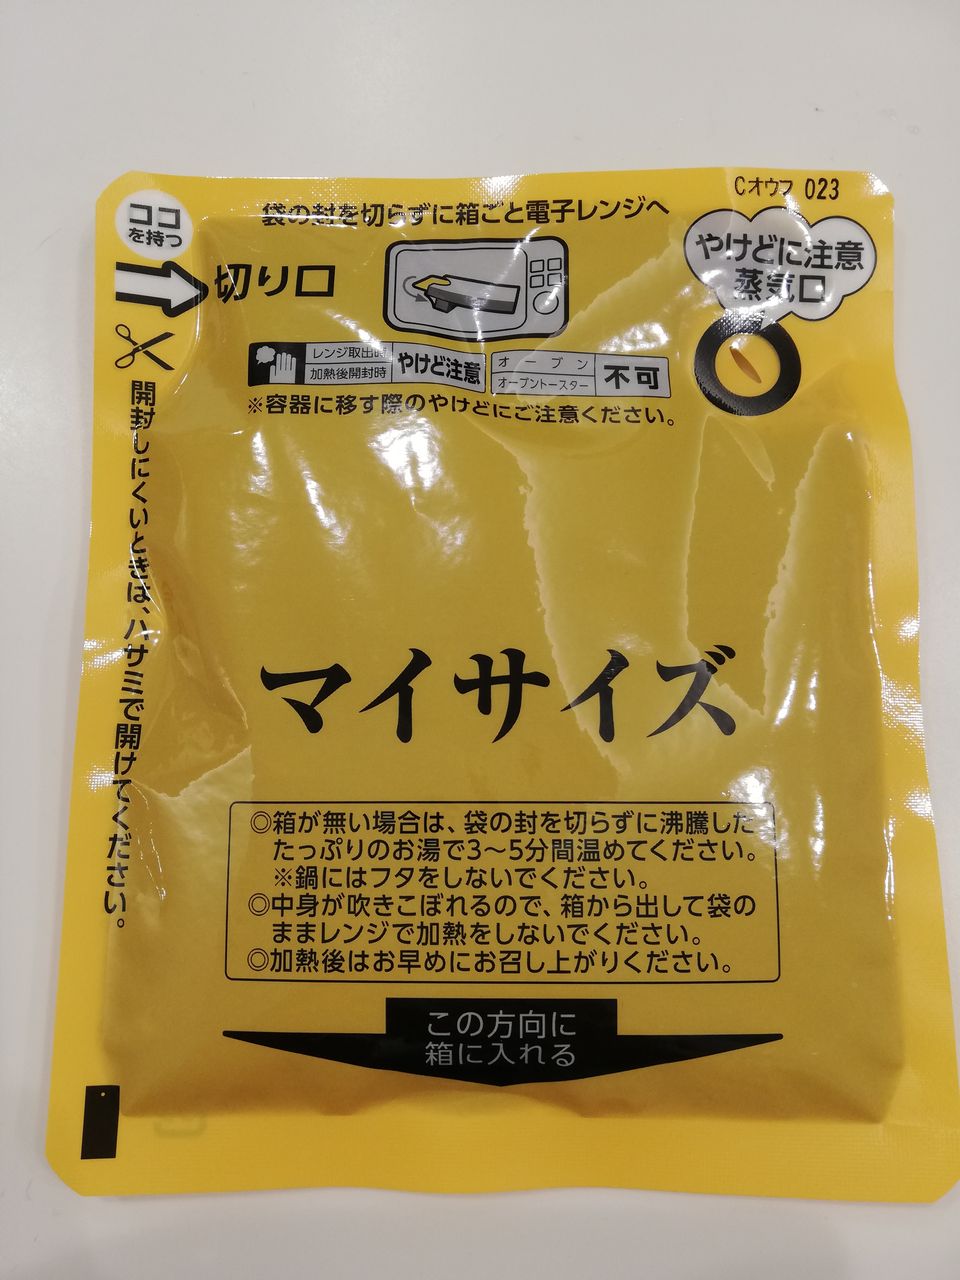 Cオウフ 023
ココ
を持つ
袋の封を切らずに箱ごと電子レンジへ
切り口
やけどに注意
蒸気口
レンジ取出時
加熱後開封時
やけど注意
オーブン
オーブントースター
不可
※容器に移す際のやけどにご注意ください。
開封しにくいときは、ハサミで開けてください。
マイサイズ
◎箱が無い場合は、袋の封を切らずに沸騰した
たっぷりのお湯で3〜5分間温めてください。
※鍋にはフタをしないでください。
◎中身が吹きこぼれるので、箱から出して袋の
ままレンジで加熱をしないでください。
◎加熱後はお早めにお召し上がりください。
この方向に
箱に入れる